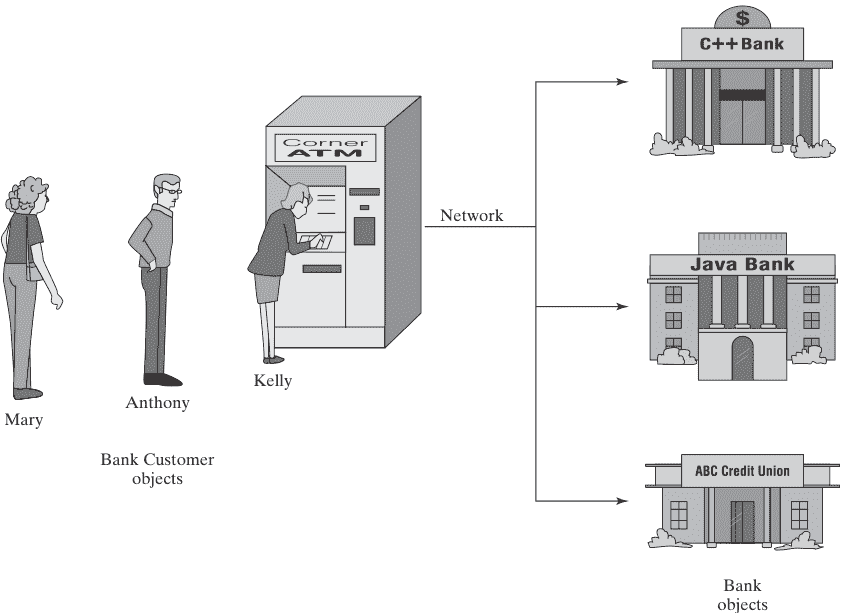 $
C++ Bank
Corner
ATM
Network
Java Bank
Kelly
Anthony
Mary
Bank Customer
objects
ABC Credit Union
Bank
objects